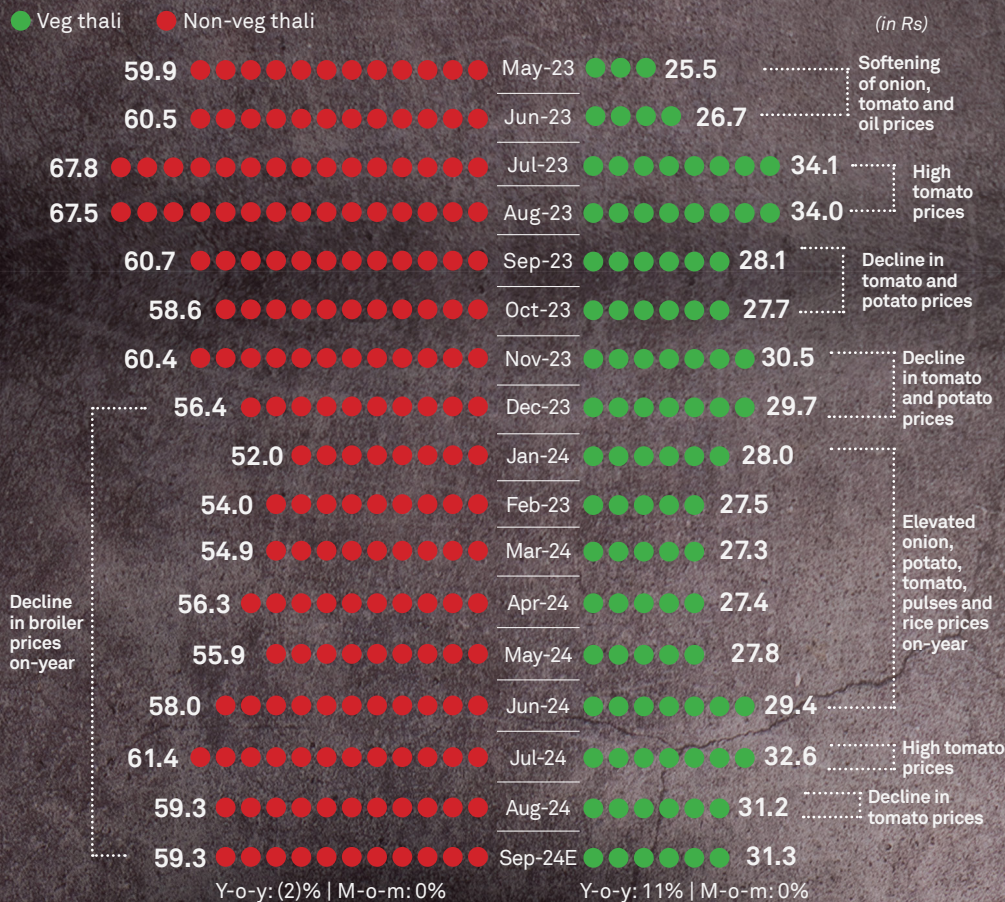 Veg thali Non-veg thali (in Rs)
59.9 May-23 25.5
60.5 Jun-23 26.7
Softening
of onion,
tomato and
oil prices
67.8 Jul-23 34.1
67.5 Aug-23 34.0
High
tomato
prices
60.7 Sep-23 28.1
58.6 Oct-23 27.7
Decline in
tomato and
potato prices
60.4 Nov-23 30.5
56.4 Dec-23 29.7
Decline
in tomato
and potato
prices
52.0 Jan-24 28.0
54.0 Feb-23 27.5
54.9 Mar-24 27.3
56.3 Apr-24 27.4
55.9 May-24 27.8
58.0 Jun-24 29.4
Elevated
onion,
potato,
tomato,
pulses and
rice prices
on-year
Decline
in broiler
prices
on-year
61.4 Jul-24 32.6
High tomato
prices
59.3 Aug-24 31.2
Decline in
tomato prices
59.3 Sep-24E 31.3
Y-o-y: (2)% | M-o-m: 0% Y-o-y: 11% | M-o-m: 0%